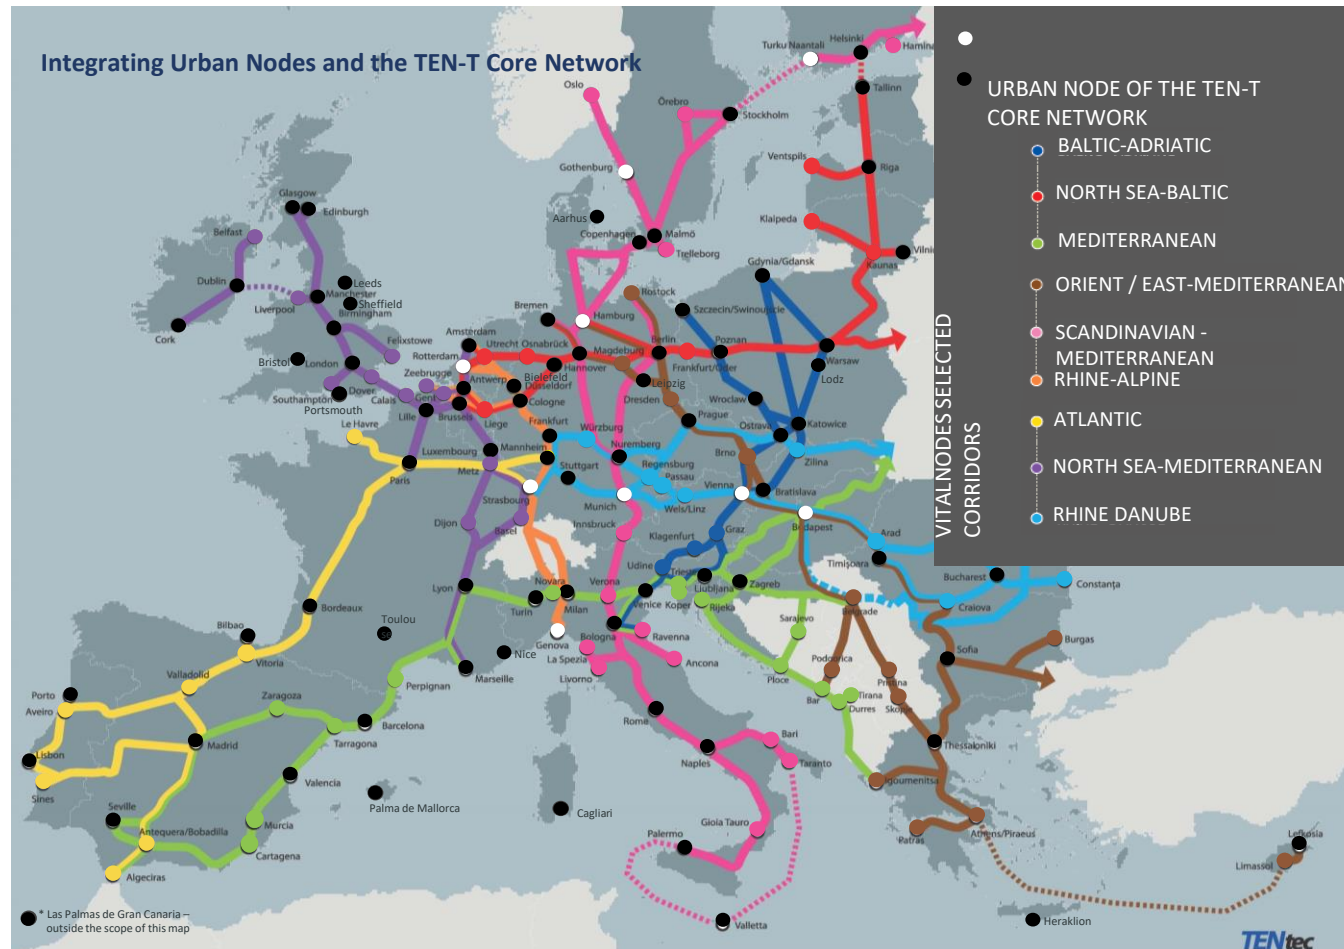 Integrating Urban Nodes and the TEN-T Core Network
URBAN NODE OF THE TEN-T
CORE NETWORK
VITALNODES SELECTED
CORRIDORS
BALTIC-ADRIATIC
NORTH SEA-BALTIC
MEDITERRANEAN
ORIENT / EAST-MEDITERRANEAN
SCANDINAVIAN -
MEDITERRANEAN
RHINE-ALPINE
ATLANTIC
NORTH SEA-MEDITERRANEAN
RHINE DANUBE
Turku Naantali
Helsinki
Hamina
Oslo
Örebro
Stockholm
Tallinn
Gothenburg
Ventspils
Riga
Glasgow
Edinburgh
Aarhus
Klaipeda
Belfast
Copenhagen
Malmö
Trelleborg
Vilni
Kaunas
Gdynia/Gdansk
Dublin
Leeds
Manchester
Sheffield
Liverpool
Birmingham
Rostock
Bremen
Hamburg
Szczecin/Swinoujscie
Cork
Felixstowe
Amsterdam
Utrecht
Osnabrück
Rotterdam
Magdeburg
Berlin
Poznan
Warsaw
Bristol
London
Zeebrugge
Antwerp
Bielefeld
Hannover
Frankfurt/Oder
Lodz
Düsseldorf
Leipzig
Southampton
Dover
Gent
Cologne
Dresden
Wroclaw
Portsmouth
Calais
Lille
Brussels
Liege
Frankfurt
Prague
Katowice
Le Havre
Würzburg
Ostrava
Luxembourg
Mannheim
Nuremberg
Brno
Zilina
Metz
Stuttgart
Regensburg
Paris
Passau
Strasbourg
Munich
Wels/Linz
Vienna
Bratislava
Dijon
Basel
Innsbruck
Graz
Budapest
Arad
Klagenfurt
Timişoara
Udine
Trieste
Bucharest
Constanţa
Lyon
Novara
Verona
Ljubljana
Zagreb
Turin
Milan
Venice
Koper
Rijeka
Belgrade
Craiova
Bordeaux
Toulou
se
Sarajevo
Bilbao
Genova
Bologna
Ravenna
Burgas
Vitoria
Nice
La Spezia
Ancona
Ploce
Podgorica
Sofia
Valladolid
Marseille
Livorno
Pristina
Porto
Zaragoza
Perpignan
Bar
Tirana
Durres
Skopje
Aveiro
Rome
Barcelona
Madrid
Tarragona
Bari
Thessaloniki
Lisbon
Naples
Taranto
Valencia
Igoumenitsa
Sines
Palma de Mallorca
Cagliari
Seville
Murcia
Gioia Tauro
Antequera/Bobadilla
Palermo
Patras
Athens/Piraeus
Lefkosia
Cartagena
Limassol
Algeciras
* Las Palmas de Gran Canaria –
outside the scope of this map
Valletta
Heraklion
TENtec